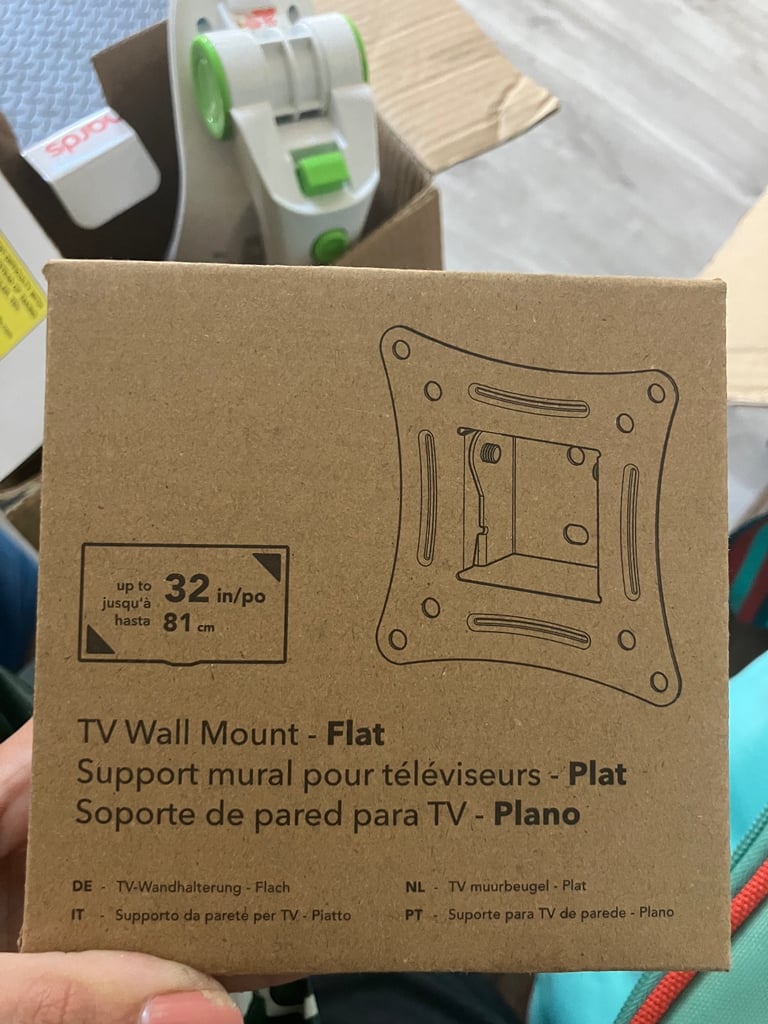 up to 32 in/po
jusqu'à
hasta 81 cm
TV Wall Mount - Flat
Support mural pour téléviseurs - Plat
Soporte de pared para TV - Plano
DE - TV-Wandhalterung - Flach
NL - TV muurbeugel - Plat
IT - Supporto da pareté per TV - Piatto
PT - Suporte para TV de parede - Plano